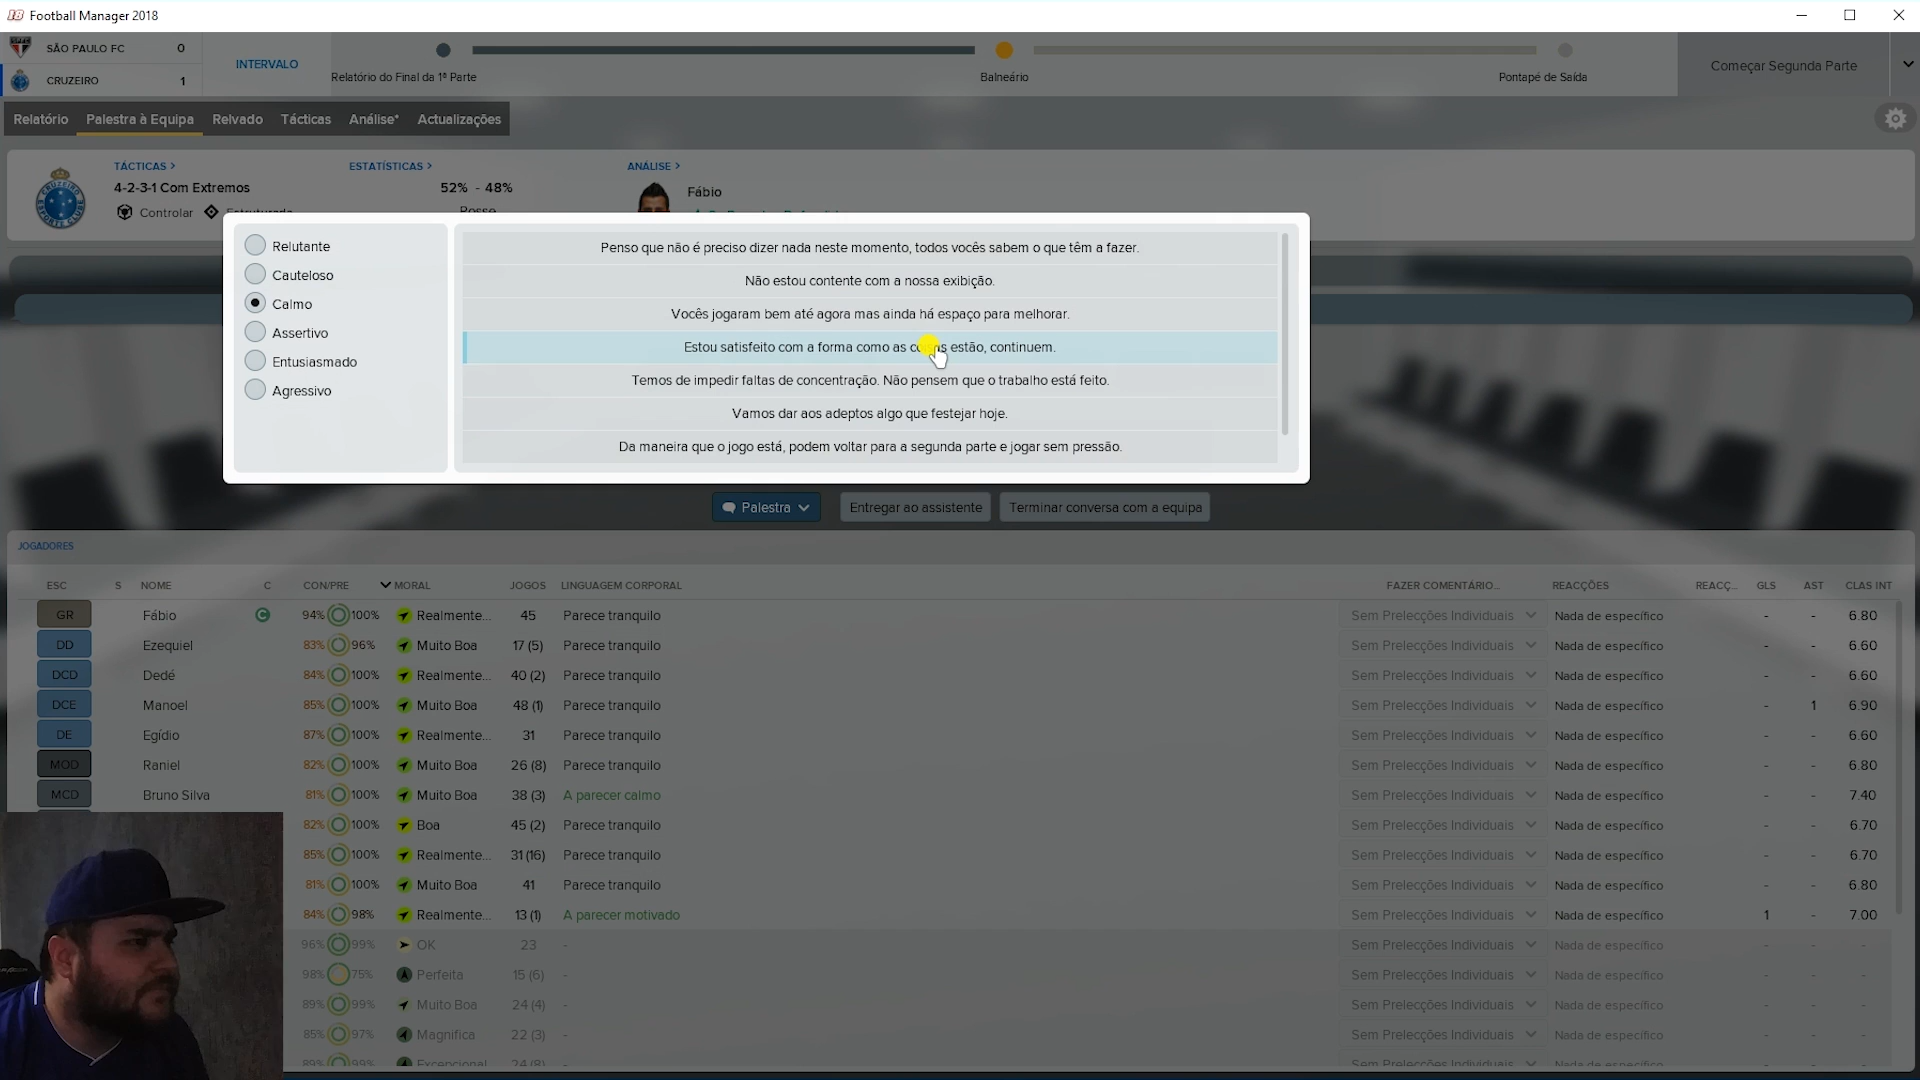 Football Manager 2018
SÃO PAULO FC 0
CRUZEIRO 1
INTERVALO
Relatório do Final da 1ª Parte
Balneário
Pontapé de Saída
Começar Segunda Parte
Relatório Palestra à Equipa Relvado Tácticas Análise* Actualizações
TÁCTICAS >
4-2-3-1 Com Extremos
Controlar Estruturado
ESTATÍSTICAS >
52% - 48%
Posse
ANÁLISE >
Fábio
Relutante
Cauteloso
Calmo
Assertivo
Entusiasmado
Agressivo
Penso que não é preciso dizer nada neste momento, todos vocês sabem o que têm a fazer.
Não estou contente com a nossa exibição.
Vocês jogaram bem até agora mas ainda há espaço para melhorar.
Estou satisfeito com a forma como as coisas estão, continuem.
Temos de impedir faltas de concentração. Não pensem que o trabalho está feito.
Vamos dar aos adeptos algo que festejar hoje.
Da maneira que o jogo está, podem voltar para a segunda parte e jogar sem pressão.
Palestra Entregar ao assistente Terminar conversa com a equipa
JOGADORES
ESC S NOME C CON/PRE MORAL JOGOS LINGUAGEM CORPORAL FAZER COMENTÁRIO... REACÇÕES REACÇ... GLS AST CLAS INT
GR Fábio C 94% 100% Realmente... 45 Parece tranquilo Sem Prelecções Individuais Nada de específico - - 6.80
DD Ezequiel 83% 96% Muito Boa 17 (5) Parece tranquilo Sem Prelecções Individuais Nada de específico - - 6.60
DCD Dedé 84% 100% Realmente... 40 (2) Parece tranquilo Sem Prelecções Individuais Nada de específico - - 6.60
DCE Manoel 85% 100% Muito Boa 48 (1) Parece tranquilo Sem Prelecções Individuais Nada de específico - 1 6.90
DE Egídio 87% 100% Realmente... 31 Parece tranquilo Sem Prelecções Individuais Nada de específico - - 6.60
MOD Raniel 82% 100% Muito Boa 26 (8) Parece tranquilo Sem Prelecções Individuais Nada de específico - - 6.80
MCD Bruno Silva 81% 100% Muito Boa 38 (3) A parecer calmo Sem Prelecções Individuais Nada de específico - - 7.40
82% 100% Boa 45 (2) Parece tranquilo Sem Prelecções Individuais Nada de específico - - 6.70
85% 100% Realmente... 31 (16) Parece tranquilo Sem Prelecções Individuais Nada de específico - - 6.70
81% 100% Muito Boa 41 Parece tranquilo Sem Prelecções Individuais Nada de específico - - 6.80
84% 98% Realmente... 13 (1) A parecer motivado Sem Prelecções Individuais Nada de específico 1 - 7.00
96% 99% OK 23 - Sem Prelecções Individuais Nada de específico - - -
98% 75% Perfeita 15 (6) - Sem Prelecções Individuais Nada de específico - - -
89% 99% Muito Boa 24 (4) - Sem Prelecções Individuais Nada de específico - - -
85% 97% Magnífica 22 (3) - Sem Prelecções Individuais Nada de específico - - -
89% 99% Excepcional 24 (8) - Sem Prelecções Individuais Nada de específico - - -